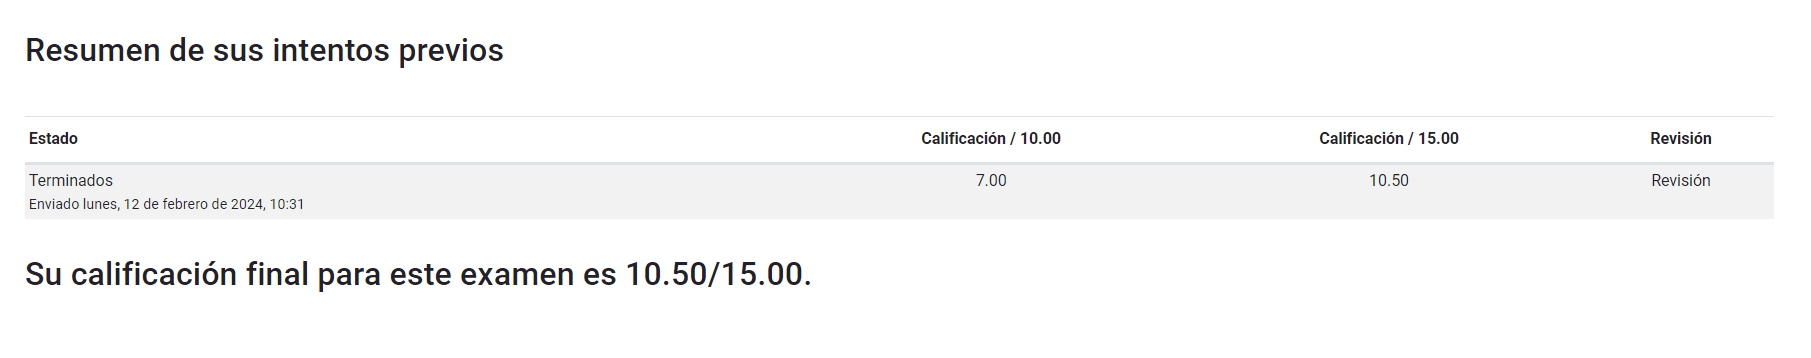 Resumen de sus intentos previos
Estado Calificación / 10.00 Calificación / 15.00 Revisión
Terminados 7.00 10.50 Revisión
Enviado lunes, 12 de febrero de 2024, 10:31
Su calificación final para este examen es 10.50/15.00.